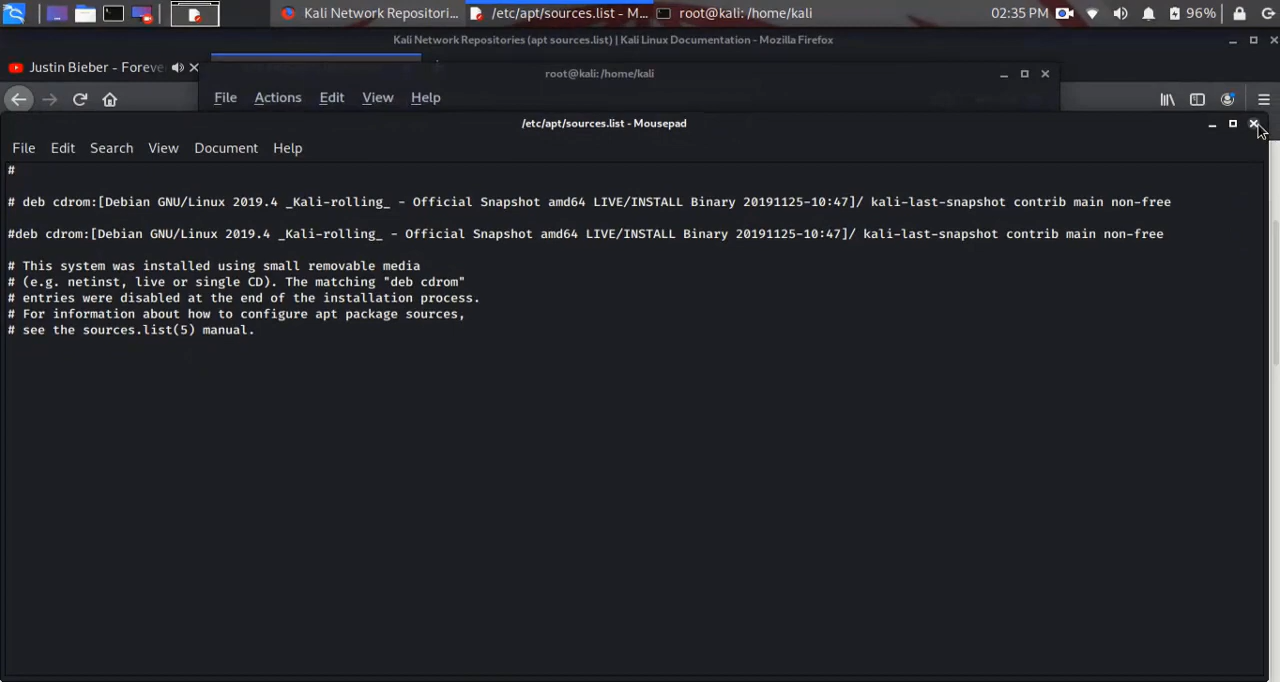 Kali Network Repositori...
/etc/apt/sources.list - M...
root@kali: /home/kali
02:35 PM
96%
Kali Network Repositories (apt sources.list) | Kali Linux Documentation - Mozilla Firefox
Justin Bieber - Foreve
root@kali: /home/kali
File Actions Edit View Help
/etc/apt/sources.list - Mousepad
File Edit Search View Document Help
#
# deb cdrom:[Debian GNU/Linux 2019.4 _Kali-rolling_ - Official Snapshot amd64 LIVE/INSTALL Binary 20191125-10:47]/ kali-last-snapshot contrib main non-free
#deb cdrom:[Debian GNU/Linux 2019.4 _Kali-rolling_ - Official Snapshot amd64 LIVE/INSTALL Binary 20191125-10:47]/ kali-last-snapshot contrib main non-free
# This system was installed using small removable media
# (e.g. netinst, live or single CD). The matching "deb cdrom"
# entries were disabled at the end of the installation process.
# For information about how to configure apt package sources,
# see the sources.list(5) manual.